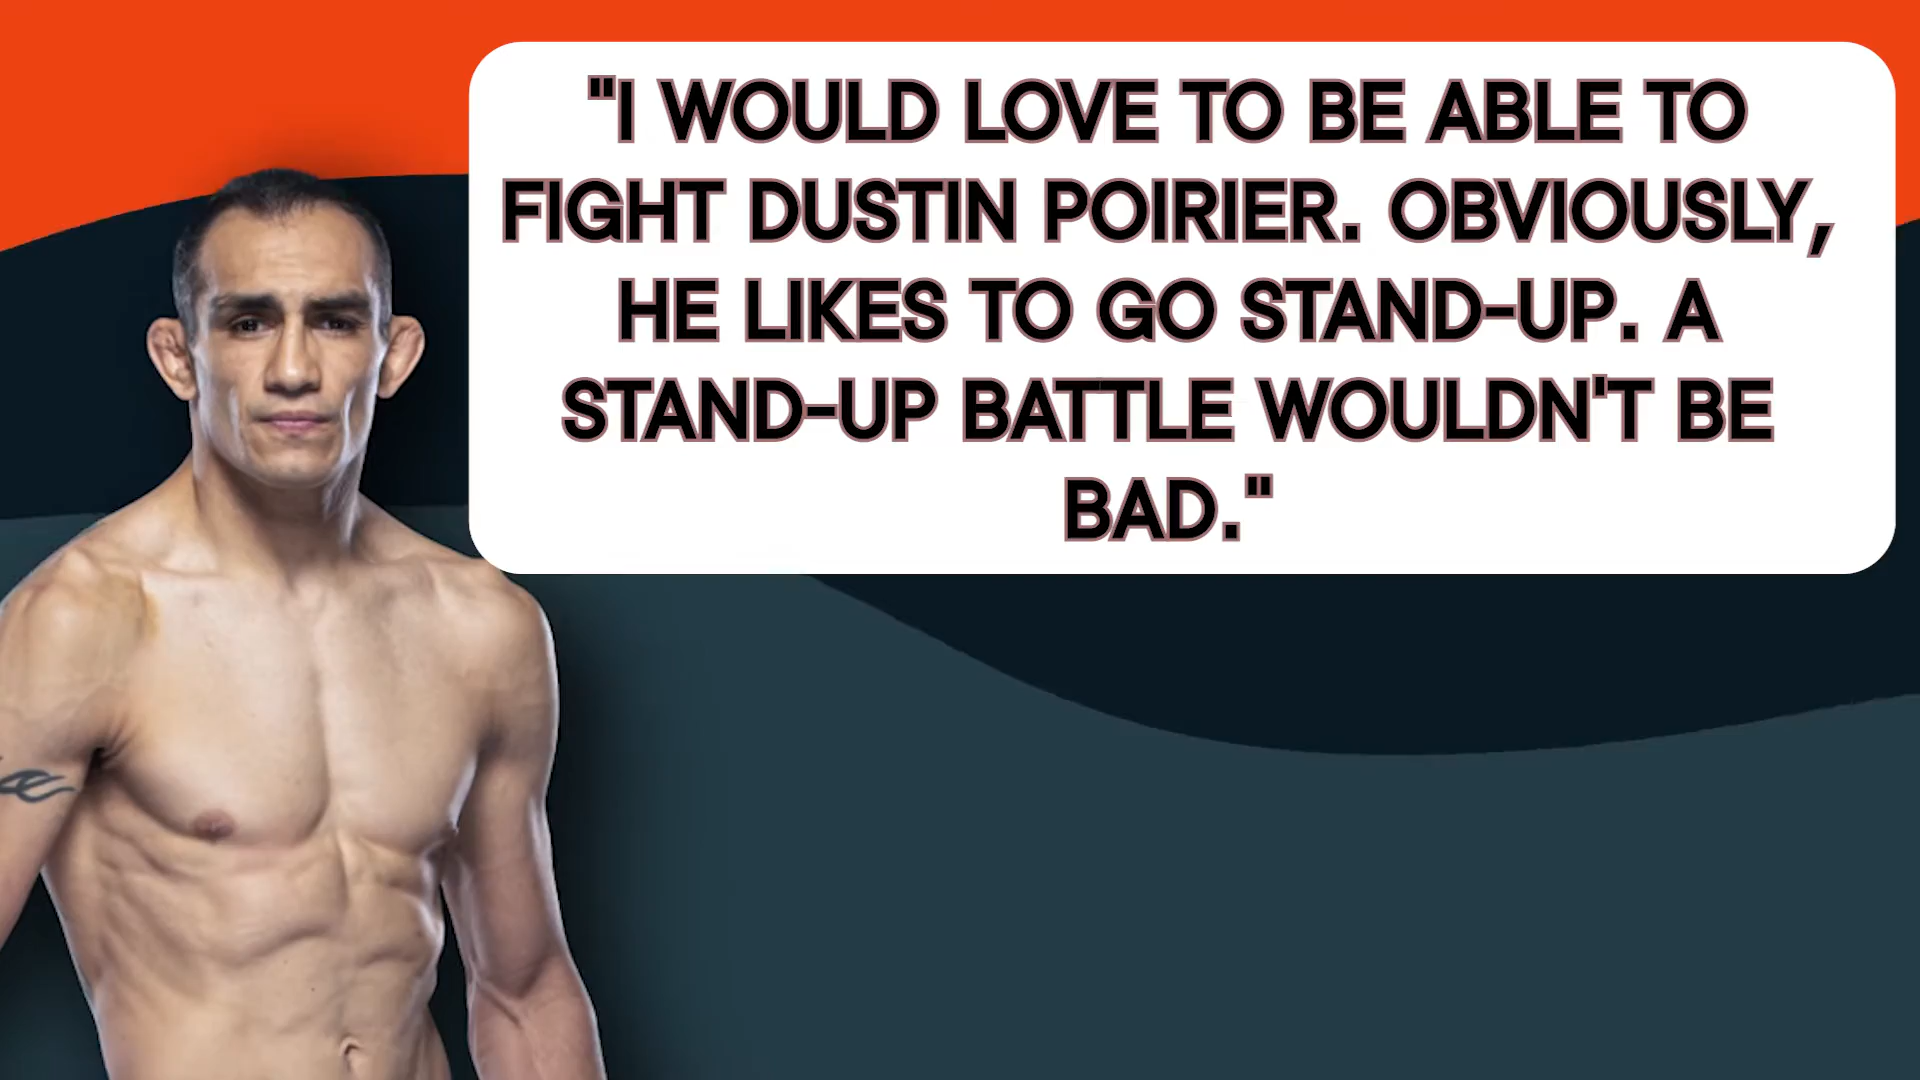 "I WOULD LOVE TO BE ABLE TO
FIGHT DUSTIN POIRIER. OBVIOUSLY,
HE LIKES TO GO STAND-UP. A
STAND-UP BATTLE WOULDN'T BE
BAD."